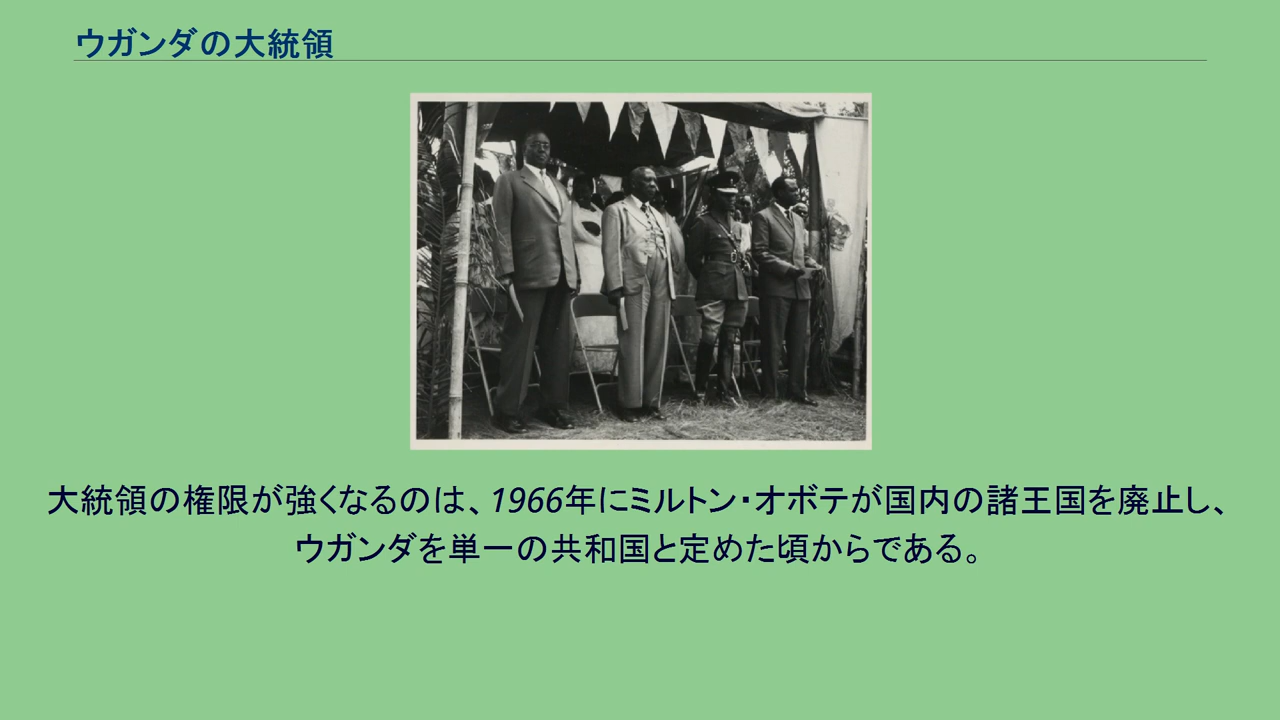 ウガンダの大統領
大統領の権限が強くなるのは、1966年にミルトン・オボテが国内の諸王国を廃止し、
ウガンダを単一の共和国と定めた頃からである。